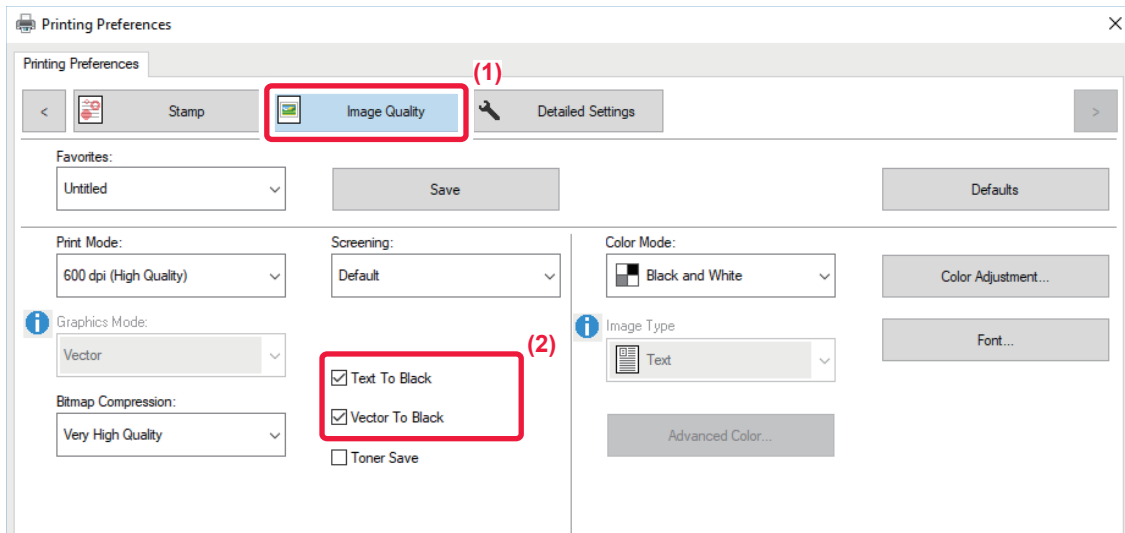 Printing Preferences
Printing Preferences
(1)
< Stamp Image Quality Detailed Settings >
Favorites:
Untitled Save Defaults
Print Mode: Screening: Color Mode:
600 dpi (High Quality) Default Black and White Color Adjustment...
Graphics Mode: Image Type
Font...
(2)
Vector Text
Text To Black
Bitmap Compression:
Vector To Black
Very High Quality Advanced Color...
Toner Save